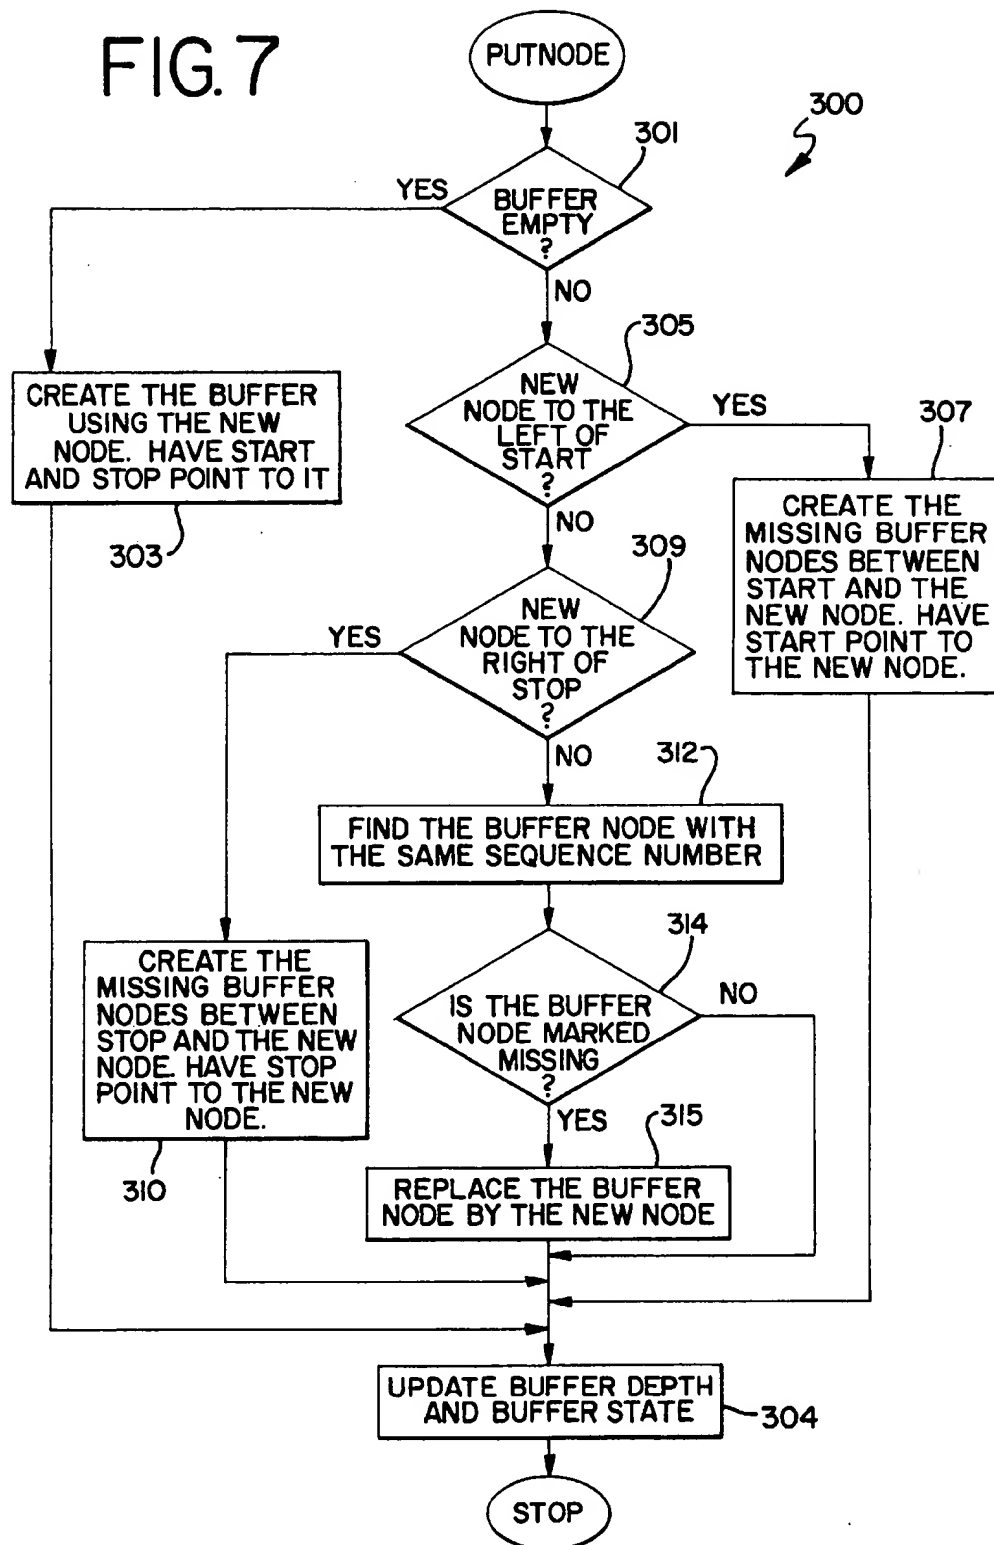 FIG. 7
PUTNODE
300
301
YES
BUFFER
EMPTY
?
NO
305
NEW
NODE TO THE
LEFT OF
START
?
YES
NO
307
CREATE THE BUFFER
USING THE NEW
NODE. HAVE START
AND STOP POINT TO IT
303
CREATE THE
MISSING BUFFER
NODES BETWEEN
START AND THE
NEW NODE. HAVE
START POINT TO
THE NEW NODE.
309
NEW
NODE TO THE
RIGHT OF
STOP
?
YES
NO
312
FIND THE BUFFER NODE WITH
THE SAME SEQUENCE NUMBER
314
IS THE BUFFER
NODE MARKED
MISSING
?
NO
YES
CREATE THE
MISSING BUFFER
NODES BETWEEN
STOP AND THE NEW
NODE. HAVE STOP
POINT TO THE NEW
NODE.
310
315
REPLACE THE BUFFER
NODE BY THE NEW NODE
UPDATE BUFFER DEPTH
AND BUFFER STATE
304
STOP